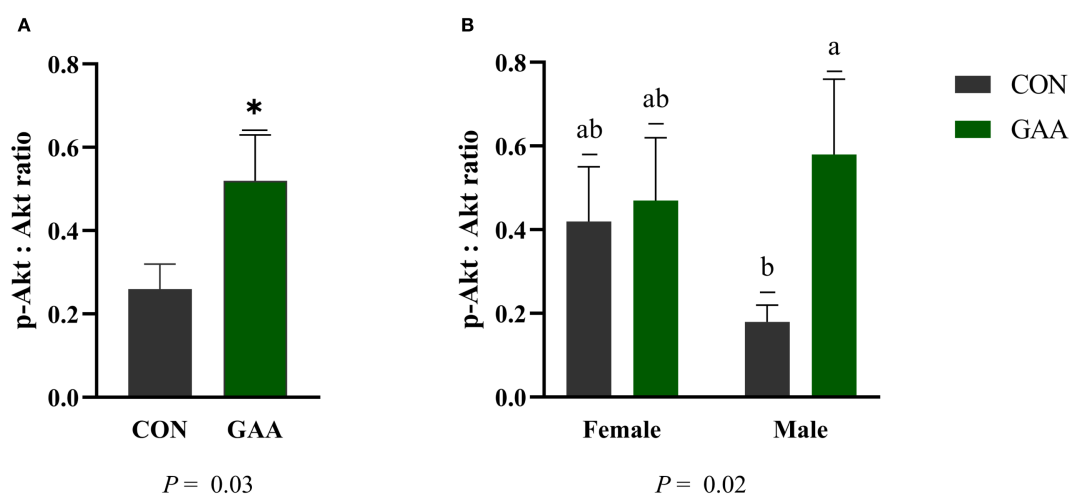 A
p-Akt : Akt ratio
0.8
0.6
0.4
0.2
0.0
*
CON GAA
P = 0.03
B
p-Akt : Akt ratio
0.8
0.6
0.4
0.2
0.0
ab ab b a
Female Male
P = 0.02
CON
GAA